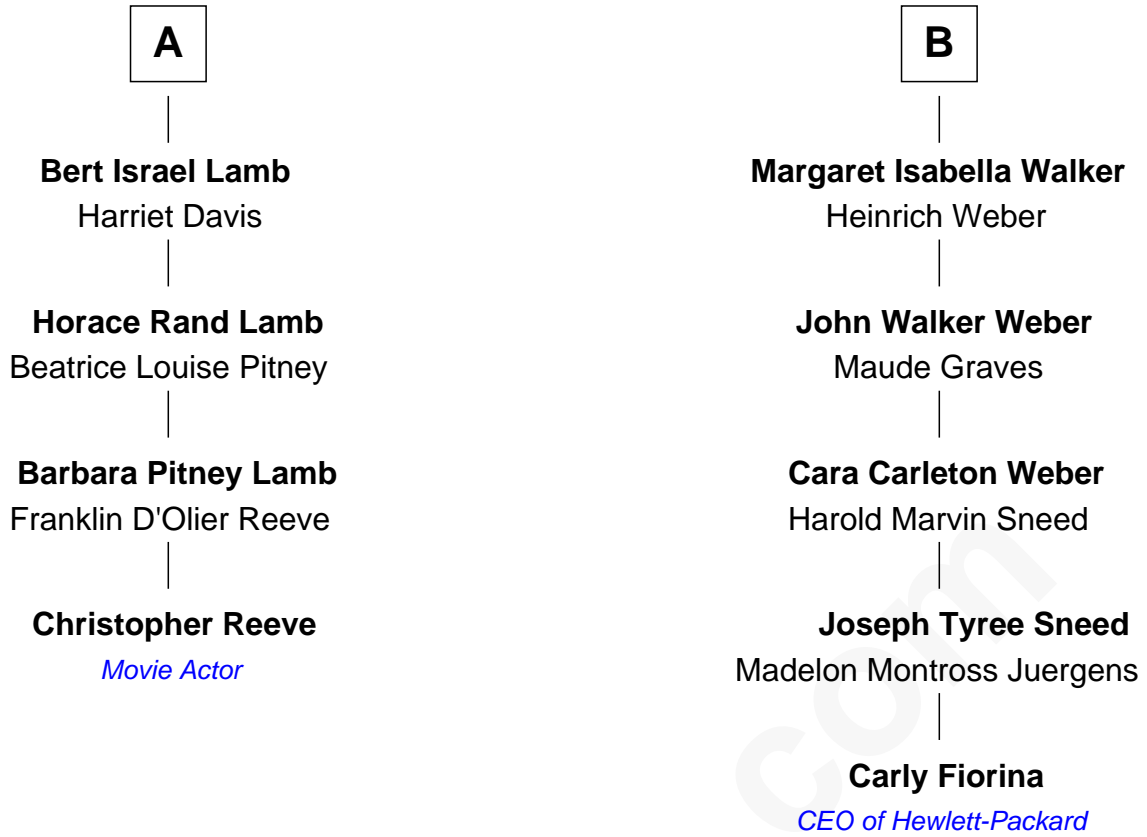 A
Bert Israel Lamb
Harriet Davis
Horace Rand Lamb
Beatrice Louise Pitney
Barbara Pitney Lamb
Franklin D'Olier Reeve
Christopher Reeve
Movie Actor
B
Margaret Isabella Walker
Heinrich Weber
John Walker Weber
Maude Graves
Cara Carleton Weber
Harold Marvin Sneed
Joseph Tyree Sneed
Madelon Montross Juergens
Carly Fiorina
CEO of Hewlett-Packard
com